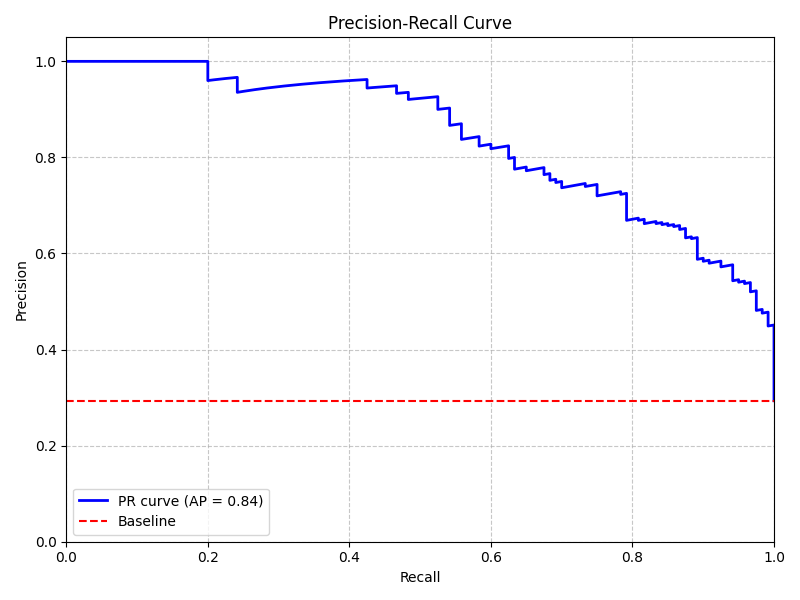 Precision-Recall Curve
1.0
0.8
0.6
0.4
0.2
0.0
Precision
PR curve (AP = 0.84)
Baseline
0.0 0.2 0.4 0.6 0.8 1.0
Recall